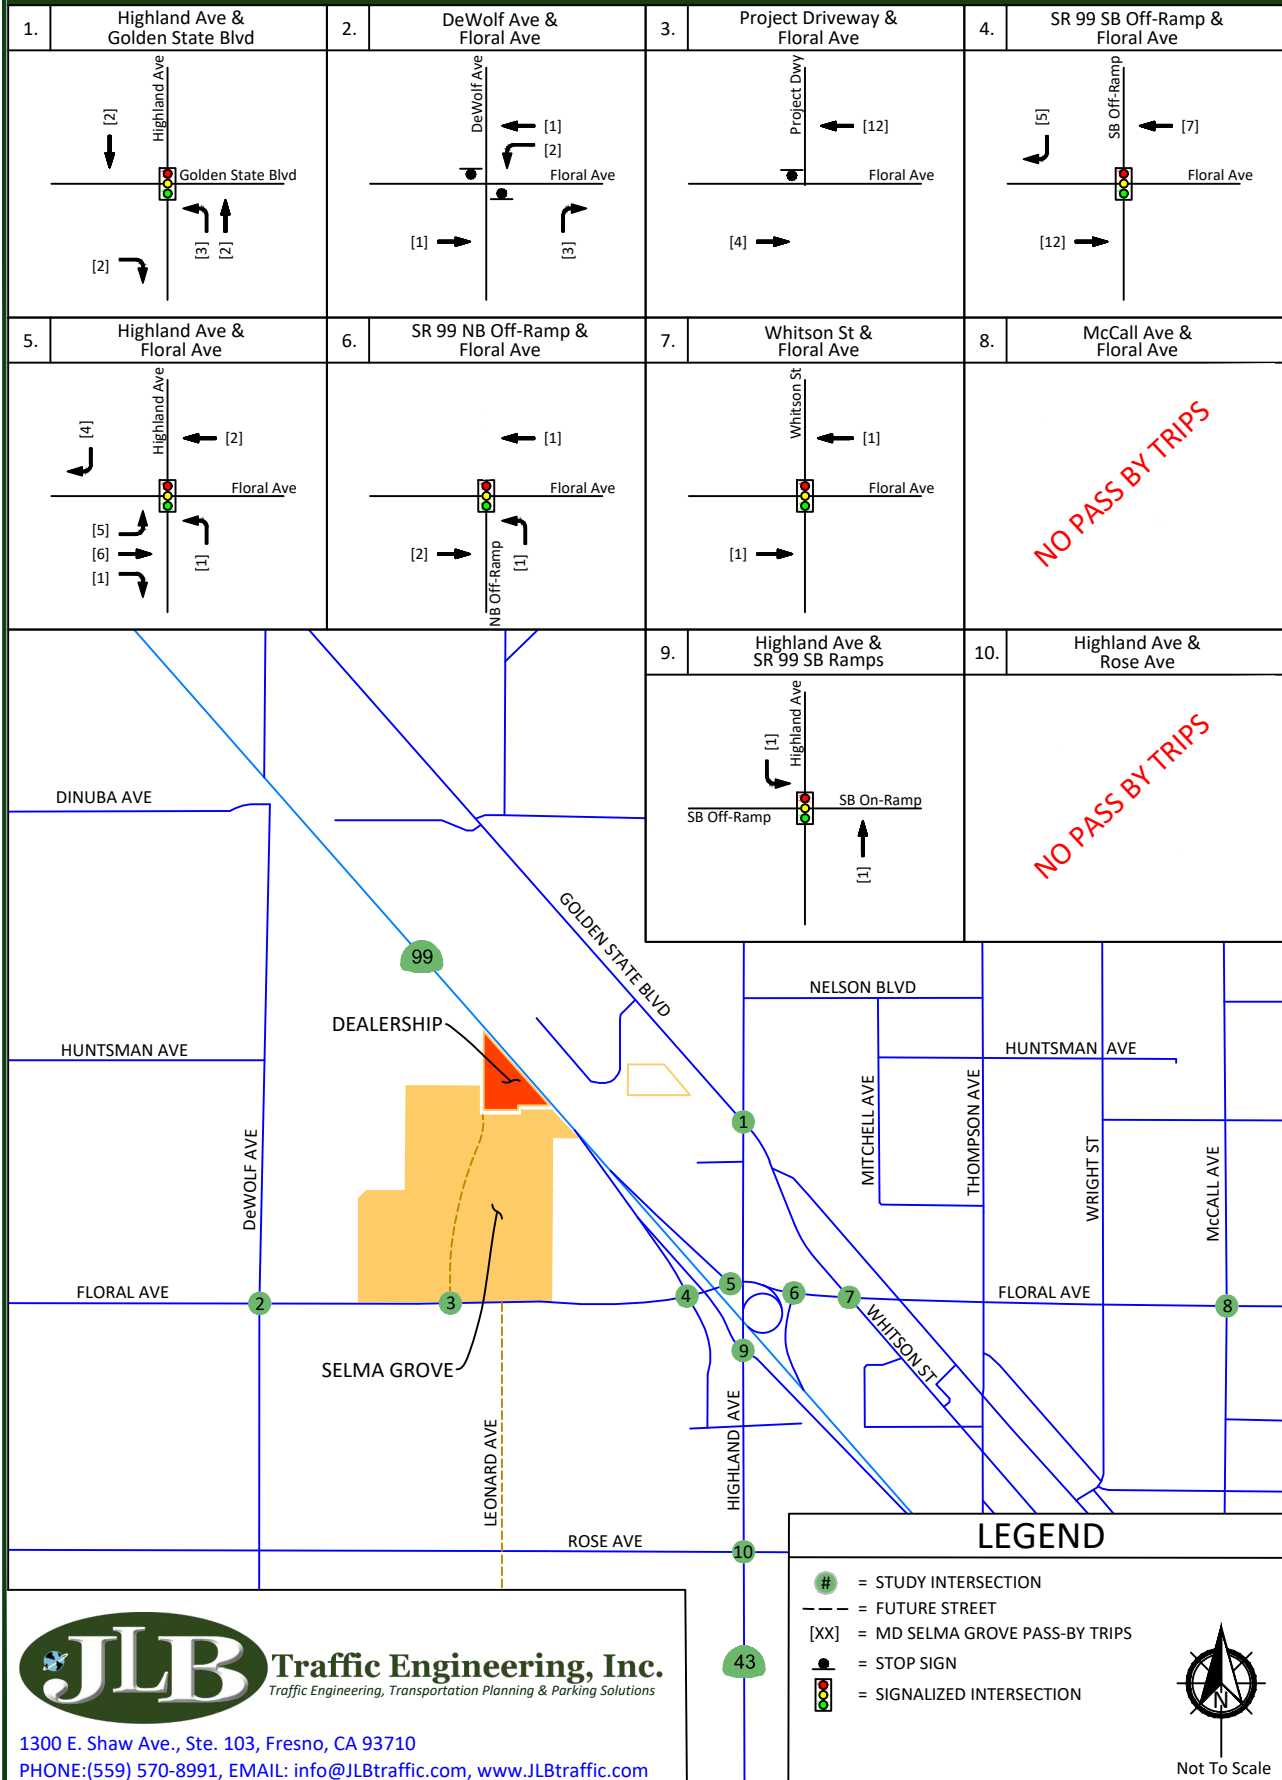 1.
Highland Ave &
Golden State Blvd
[2]
Highland Ave
Golden State Blvd
[3]
[2]
[2]
2.
DeWolf Ave &
Floral Ave
DeWolf Ave
[1]
[2]
Floral Ave
[1]
[3]
3.
Project Driveway &
Floral Ave
Project Dwy
[12]
Floral Ave
[4]
4.
SR 99 SB Off-Ramp &
Floral Ave
[5]
SB Off-Ramp
[7]
Floral Ave
[12]
5.
Highland Ave &
Floral Ave
[4]
Highland Ave
[2]
Floral Ave
[5]
[6]
[1]
[1]
6.
SR 99 NB Off-Ramp &
Floral Ave
[1]
Floral Ave
[2]
NB Off-Ramp
[1]
7.
Whitson St &
Floral Ave
Whitson St
[1]
Floral Ave
[1]
8.
McCall Ave &
Floral Ave
NO PASS BY TRIPS
9.
Highland Ave &
SR 99 SB Ramps
[1]
Highland Ave
SB On-Ramp
SB Off-Ramp
[1]
10.
Highland Ave &
Rose Ave
NO PASS BY TRIPS
DINUBA AVE
GOLDEN STATE BLVD
99
NELSON BLVD
DEALERSHIP
HUNTSMAN AVE
HUNTSMAN AVE
1
MITCHELL AVE
THOMPSON AVE
WRIGHT ST
McCALL AVE
DeWOLF AVE
FLORAL AVE
2
3
4
5
6
7
FLORAL AVE
8
WHITSON ST
9
SELMA GROVE
LEONARD AVE
HIGHLAND AVE
ROSE AVE
10
43
LEGEND
# = STUDY INTERSECTION
= FUTURE STREET
[XX] = MD SELMA GROVE PASS-BY TRIPS
= STOP SIGN
= SIGNALIZED INTERSECTION
N
Not To Scale
JLB
Traffic Engineering, Inc.
Traffic Engineering, Transportation Planning & Parking Solutions
1300 E. Shaw Ave., Ste. 103, Fresno, CA 93710
PHONE:(559) 570-8991, EMAIL: info@JLBtraffic.com, www.JLBtraffic.com